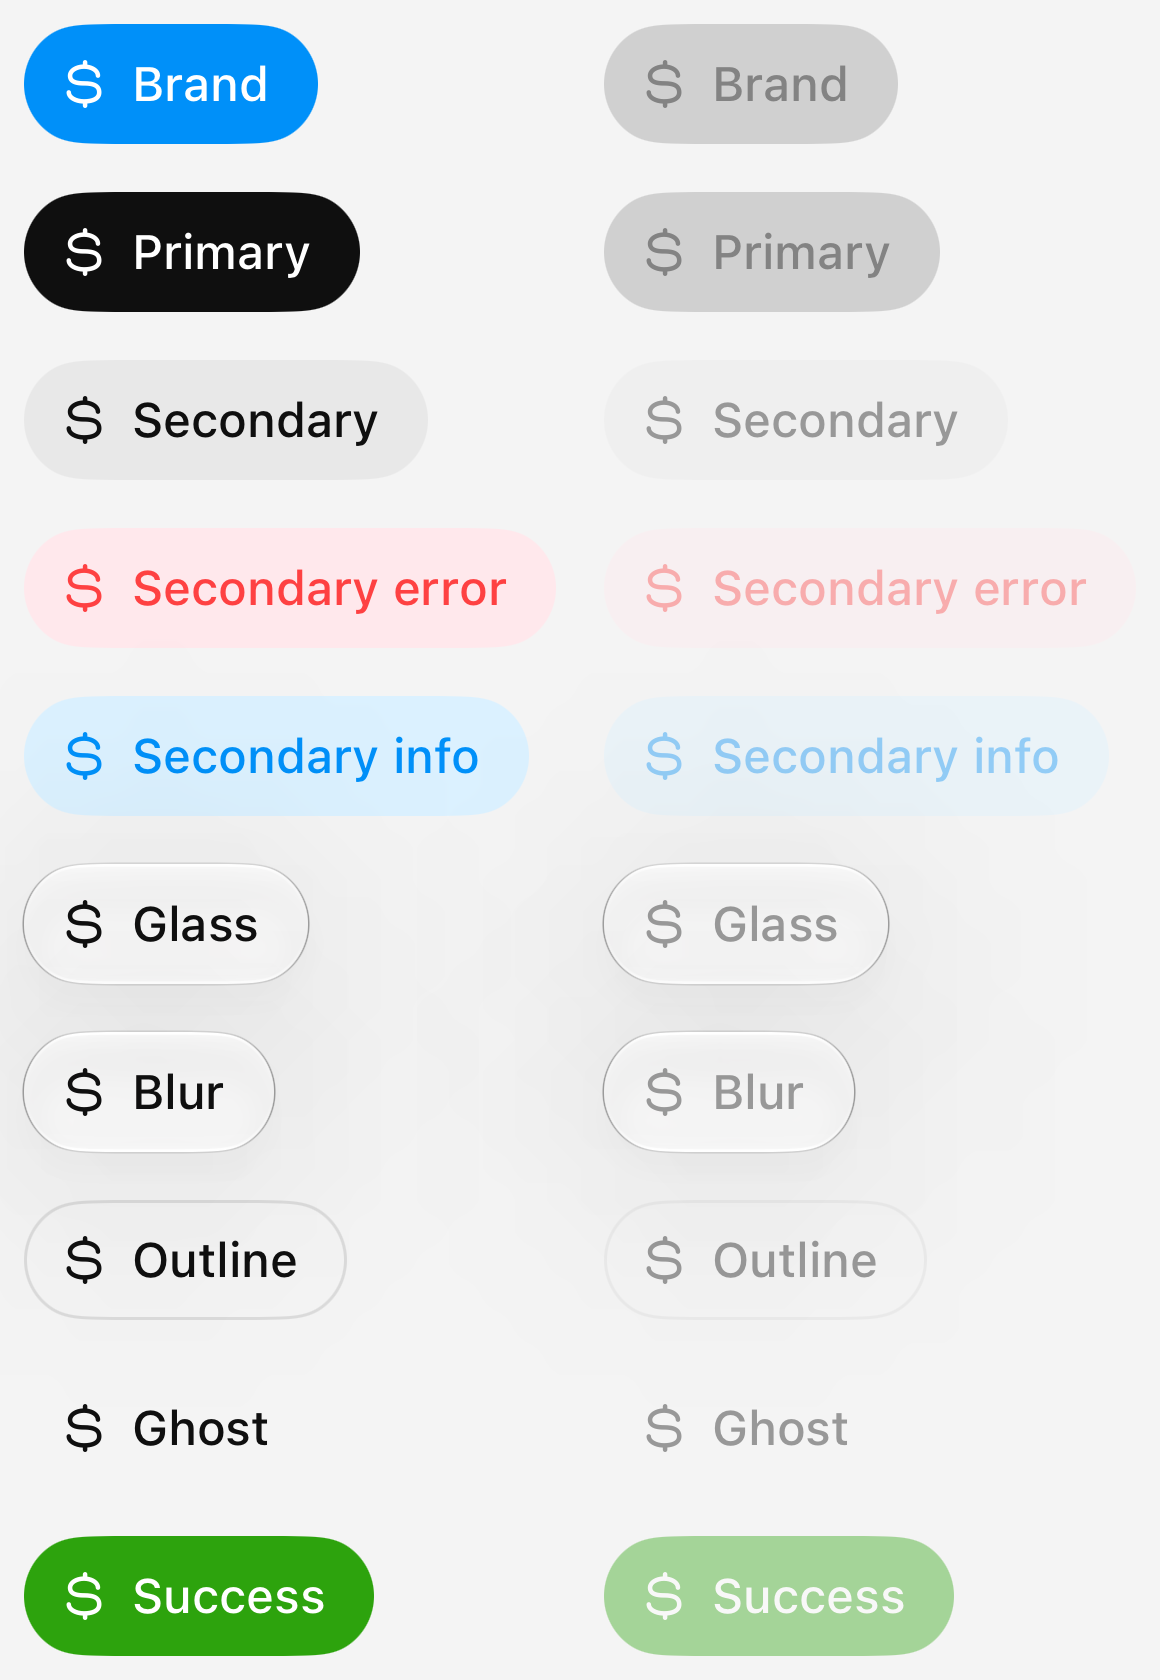 $ Brand
$ Brand
$ Primary
$ Primary
$ Secondary
$ Secondary
$ Secondary error
$ Secondary error
$ Secondary info
$ Secondary info
$ Glass
$ Glass
$ Blur
$ Blur
$ Outline
$ Outline
$ Ghost
$ Ghost
$ Success
$ Success